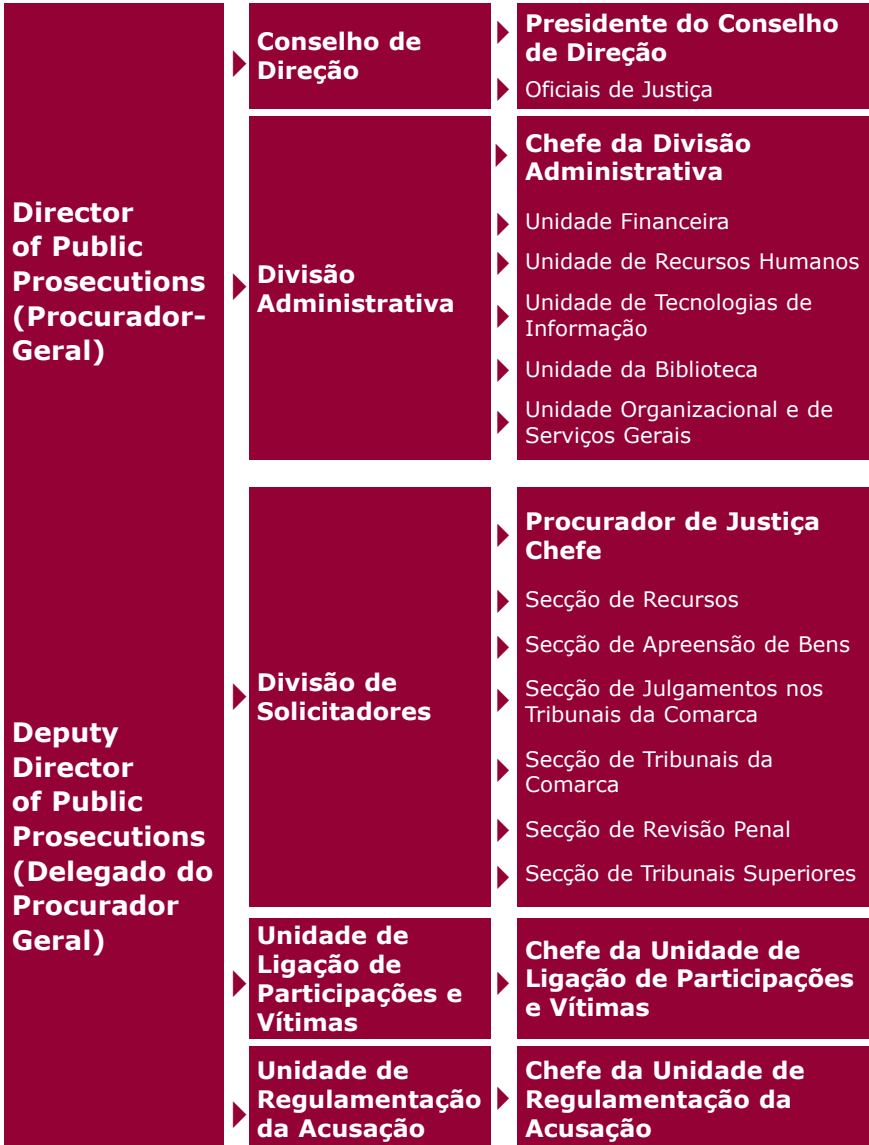 Director
of Public
Prosecutions
(Procurador-
Geral)
Deputy
Director
of Public
Prosecutions
(Delegado do
Procurador
Geral)
Conselho de
Direção
Presidente do Conselho
de Direção
Oficiais de Justiça
Divisão
Administrativa
Chefe da Divisão
Administrativa
Unidade Financeira
Unidade de Recursos Humanos
Unidade de Tecnologias de
Informação
Unidade da Biblioteca
Unidade Organizacional e de
Serviços Gerais
Divisão de
Solicitadores
Procurador de Justiça
Chefe
Secção de Recursos
Secção de Apreensão de Bens
Secção de Julgamentos nos
Tribunais da Comarca
Secção de Tribunais da
Comarca
Secção de Revisão Penal
Secção de Tribunais Superiores
Unidade de
Ligação de
Participações e
Vítimas
Chefe da Unidade de
Ligação de Participações
e Vítimas
Unidade de
Regulamentação
da Acusação
Chefe da Unidade de
Regulamentação da
Acusação